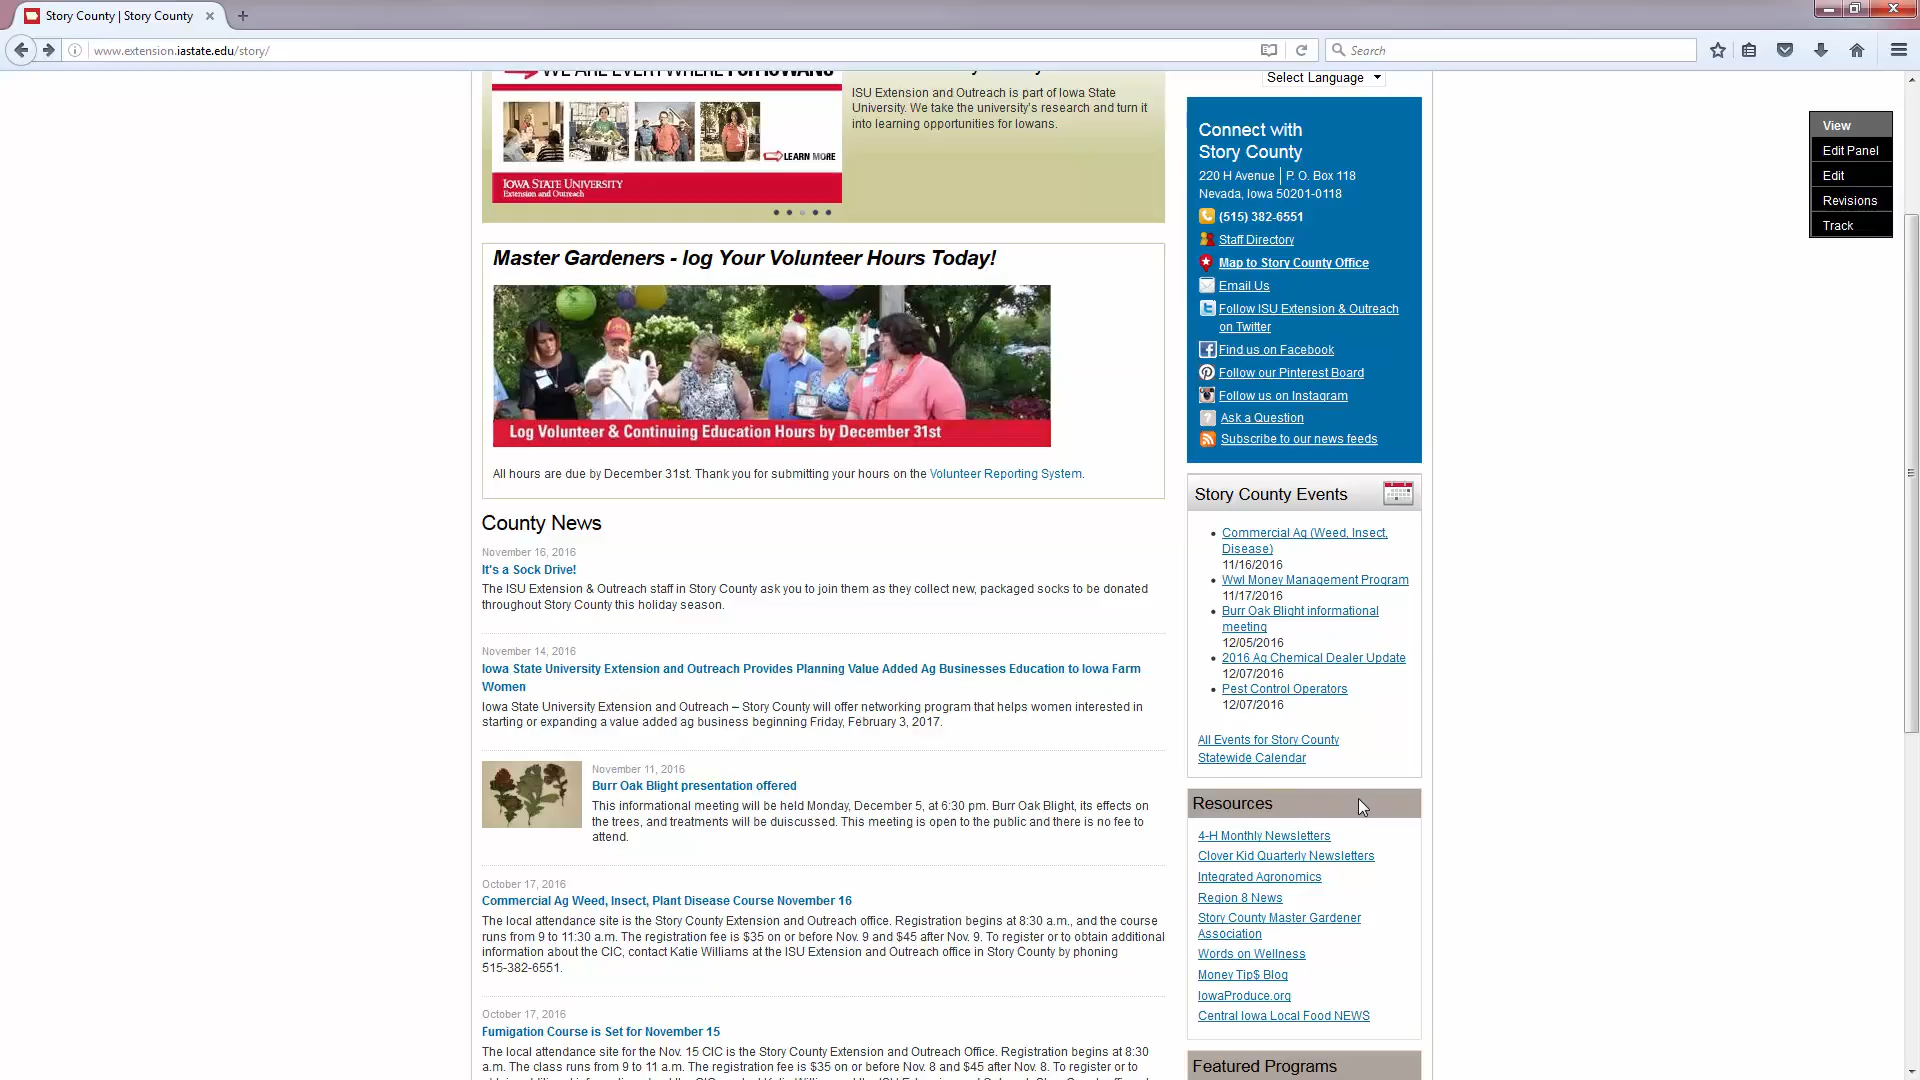 Story County | Story County
www.extension.iastate.edu/story/
Search
Select Language
ISU Extension and Outreach is part of Iowa State
University. We take the university's research and turn it
into learning opportunities for Iowans.
LEARN MORE
IOWA STATE UNIVERSITY
Extension and Outreach
Master Gardeners - log Your Volunteer Hours Today!
Log Volunteer & Continuing Education Hours by December 31st
All hours are due by December 31st. Thank you for submitting your hours on the Volunteer Reporting System.
County News
November 16, 2016
It's a Sock Drive!
The ISU Extension & Outreach staff in Story County ask you to join them as they collect new, packaged socks to be donated
throughout Story County this holiday season.
November 14, 2016
Iowa State University Extension and Outreach Provides Planning Value Added Ag Businesses Education to Iowa Farm
Women
Iowa State University Extension and Outreach – Story County will offer networking program that helps women interested in
starting or expanding a value added ag business beginning Friday, February 3, 2017.
November 11, 2016
Burr Oak Blight presentation offered
This informational meeting will be held Monday, December 5, at 6:30 pm. Burr Oak Blight, its effects on
the trees, and treatments will be duiscussed. This meeting is open to the public and there is no fee to
attend.
October 17, 2016
Commercial Ag Weed, Insect, Plant Disease Course November 16
The local attendance site is the Story County Extension and Outreach office. Registration begins at 8:30 a.m., and the course
runs from 9 to 11:30 a.m. The registration fee is $35 on or before Nov. 9 and $45 after Nov. 9. To register or to obtain additional
information about the CIC, contact Katie Williams at the ISU Extension and Outreach office in Story County by phoning
515-382-6551.
October 17, 2016
Fumigation Course is Set for November 15
The local attendance site for the Nov. 15 CIC is the Story County Extension and Outreach Office. Registration begins at 8:30
a.m. The class runs from 9 to 11 a.m. The registration fee is $35 on or before Nov. 8 and $45 after Nov. 8. To register or to
Connect with
Story County
220 H Avenue | P. O. Box 118
Nevada, Iowa 50201-0118
(515) 382-6551
Staff Directory
Map to Story County Office
Email Us
Follow ISU Extension & Outreach
on Twitter
Find us on Facebook
Follow our Pinterest Board
Follow us on Instagram
Ask a Question
Subscribe to our news feeds
Story County Events
Commercial Ag (Weed, Insect,
Disease)
11/16/2016
WwI Money Management Program
11/17/2016
Burr Oak Blight informational
meeting
12/05/2016
2016 Ag Chemical Dealer Update
12/07/2016
Pest Control Operators
12/07/2016
All Events for Story County
Statewide Calendar
Resources
4-H Monthly Newsletters
Clover Kid Quarterly Newsletters
Integrated Agronomics
Region 8 News
Story County Master Gardener
Association
Words on Wellness
Money Tip$ Blog
IowaProduce.org
Central Iowa Local Food NEWS
Featured Programs
View
Edit Panel
Edit
Revisions
Track